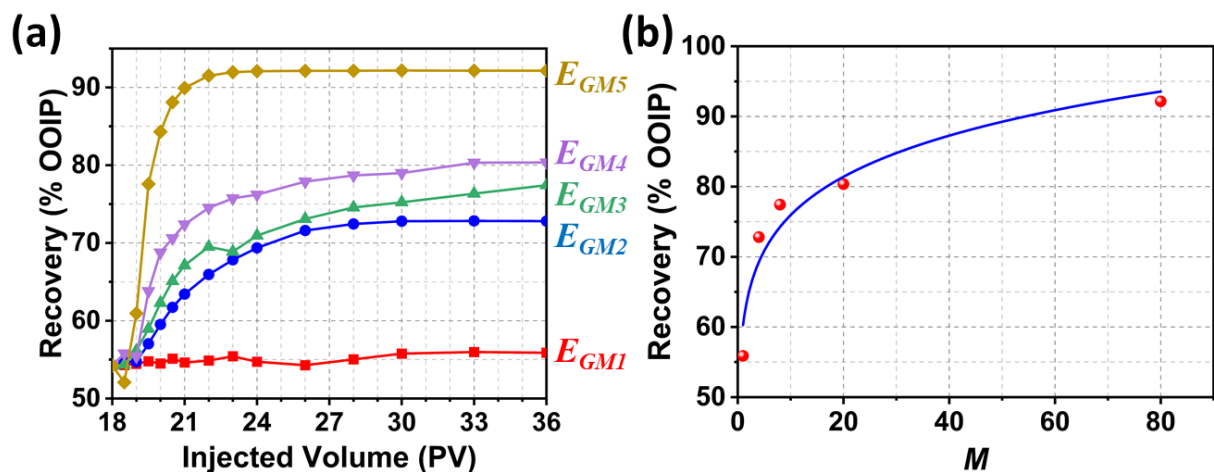 (a)
Recovery (% OOIP)
90
80
70
60
50
18
21
24
27
30
33
36
Injected Volume (PV)
E_GM5
E_GM4
E_GM3
E_GM2
E_GM1
(b)
Recovery (% OOIP)
100
90
80
70
60
50
0
20
40
60
80
M